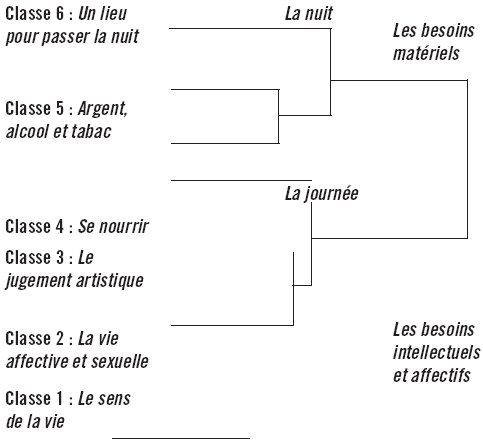 Classe 6 : Un lieu
pour passer la nuit
La nuit
Les besoins
matériels
Classe 5 : Argent,
alcool et tabac
La journée
Classe 4 : Se nourrir
Classe 3 : Le
jugement artistique
Classe 2 : La vie
affective et sexuelle
Les besoins
intellectuels
et affectifs
Classe 1 : Le sens
de la vie